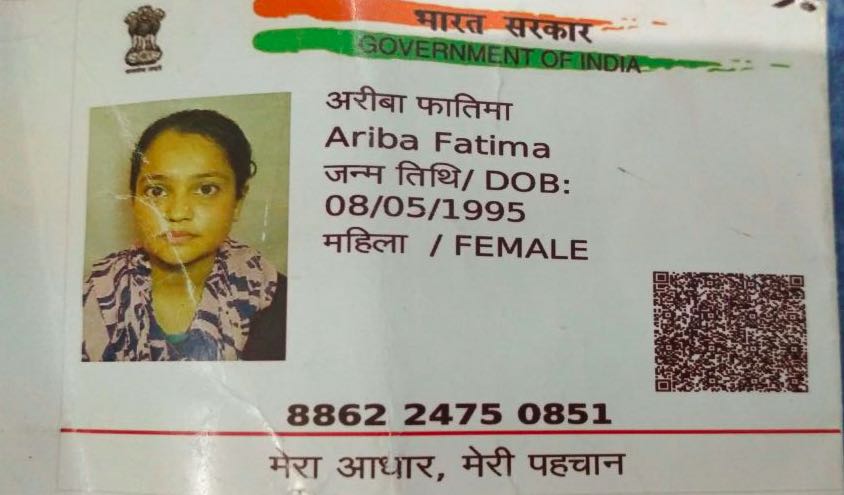 भारत सरकार
GOVERNMENT OF INDIA
अरीबा फातिमा
Ariba Fatima
जन्म तिथि/ DOB:
08/05/1995
महिला / FEMALE
8862 2475 0851
मेरा आधार, मेरी पहचान